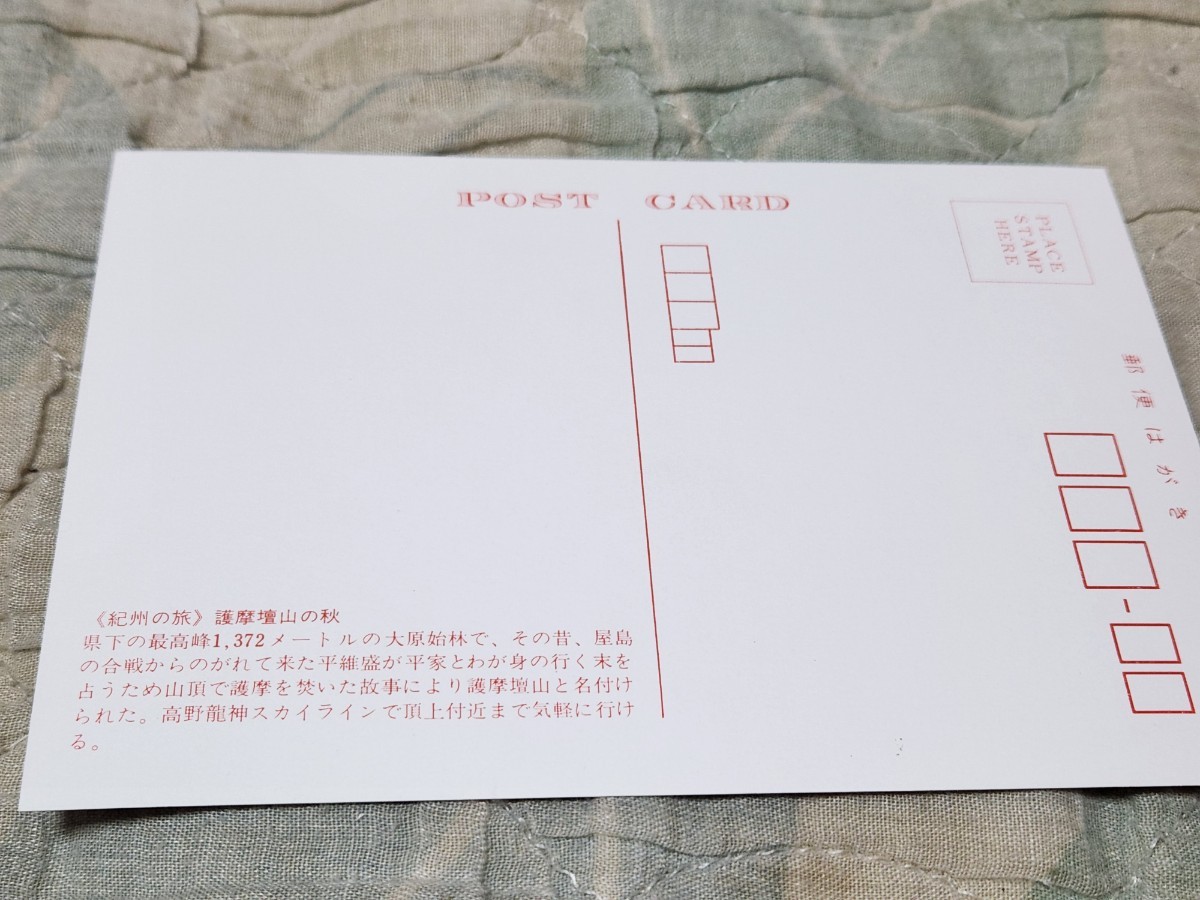 POST CARD
PLACE
STAMP
HERE
郵便はがき
《紀州の旅》護摩壇山の秋
県下の最高峰1,372メートルの大原始林で、その昔、屋島
の合戦からのがれて来た平維盛が平家とわが身の行く末を
占うため山頂で護摩を焚いた故事により護摩壇山と名付け
られた。高野龍神スカイラインで頂上付近まで気軽に行け
る。